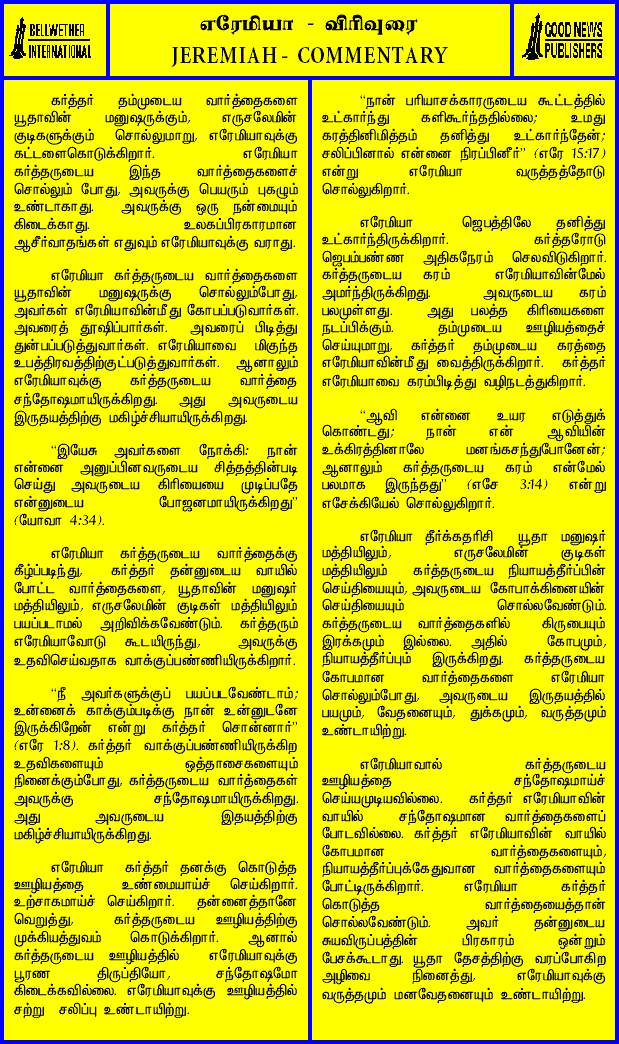 BELLWETHER
INTERNATIONAL
எரேமியா - விரிவுரை
JEREMIAH - COMMENTARY
GOOD NEWS
PUBLISHERS
கர்த்தர் தம்முடைய வார்த்தைகளை
யூதாவின் மனுஷருக்கும், எருசலேமின்
குடிகளுக்கும் சொல்லுமாறு, எரேமியாவுக்கு
கட்டளைகொடுக்கிறார். எரேமியா
கர்த்தருடைய இந்த வார்த்தைகளைச்
சொல்லும் போது, அவருக்கு பெயரும் புகழும்
உண்டாகாது. அவருக்கு ஒரு நன்மையும்
கிடைக்காது. உலகப்பிரகாரமான
ஆசீர்வாதங்கள் எதுவும் எரேமியாவுக்கு வராது.
எரேமியா கர்த்தருடைய வார்த்தைகளை
யூதாவின் மனுஷருக்கு சொல்லும்போது,
அவர்கள் எரேமியாவின்மீது கோபப்படுவார்கள்.
அவரைத் தூஷிப்பார்கள். அவரைப் பிடித்து
துன்பப்படுத்துவார்கள். எரேமியாவை மிகுந்த
உபத்திரவத்திற்குட்படுத்துவார்கள். ஆனாலும்
எரேமியாவுக்கு கர்த்தருடைய வார்த்தை
சந்தோஷமாயிருக்கிறது. அது அவருடைய
இருதயத்திற்கு மகிழ்ச்சியாயிருக்கிறது.
“இயேசு அவர்களை நோக்கி: நான்
என்னை அனுப்பினவருடைய சித்தத்தின்படி
செய்து அவருடைய கிரியையை முடிப்பதே
என்னுடைய போஜனமாயிருக்கிறது”
(யோவா 4:34).
எரேமியா கர்த்தருடைய வார்த்தைக்கு
கீழ்ப்படிந்து, கர்த்தர் தன்னுடைய வாயில்
போட்ட வார்த்தைகளை, யூதாவின் மனுஷர்
மத்தியிலும், எருசலேமின் குடிகள் மத்தியிலும்
பயப்படாமல் அறிவிக்கவேண்டும். கர்த்தரும்
எரேமியாவோடு கூடயிருந்து, அவருக்கு
உதவிசெய்வதாக வாக்குப்பண்ணியிருக்கிறார்.
“நீ அவர்களுக்குப் பயப்படவேண்டாம்;
உன்னைக் காக்கும்படிக்கு நான் உன்னுடனே
இருக்கிறேன் என்று கர்த்தர் சொன்னார்”
(எரே 1:8). கர்த்தர் வாக்குப்பண்ணியிருக்கிற
உதவிகளையும் ஒத்தாசைகளையும்
நினைக்கும்போது, கர்த்தருடைய வார்த்தைகள்
அவருக்கு சந்தோஷமாயிருக்கிறது.
அது அவருடைய இதயத்திற்கு
மகிழ்ச்சியாயிருக்கிறது.
எரேமியா கர்த்தர் தனக்கு கொடுத்த
ஊழியத்தை உண்மையாய்ச் செய்கிறார்.
உற்சாகமாய்ச் செய்கிறார். தன்னைத்தானே
வெறுத்து, கர்த்தருடைய ஊழியத்திற்கு
முக்கியத்துவம் கொடுக்கிறார். ஆனால்
கர்த்தருடைய ஊழியத்தில் எரேமியாவுக்கு
பூரண திருப்தியோ, சந்தோஷமோ
கிடைக்கவில்லை. எரேமியாவுக்கு ஊழியத்தில்
சற்று சலிப்பு உண்டாயிற்று.
“நான் பரியாசக்காரருடைய கூட்டத்தில்
உட்கார்ந்து களிகூர்ந்ததில்லை; உமது
கரத்தினிமித்தம் தனித்து உட்கார்ந்தேன்;
சலிப்பினால் என்னை நிரப்பினீர்” (எரே 15:17)
என்று எரேமியா வருத்தத்தோடு
சொல்லுகிறார்.
எரேமியா ஜெபத்திலே தனித்து
உட்கார்ந்திருக்கிறார். கர்த்தரோடு
ஜெபம்பண்ண அதிகநேரம் செலவிடுகிறார்.
கர்த்தருடைய கரம் எரேமியாவின்மேல்
அமர்ந்திருக்கிறது. அவருடைய கரம்
பலமுள்ளது. அது பலத்த கிரியைகளை
நடப்பிக்கும். தம்முடைய ஊழியத்தைச்
செய்யுமாறு, கர்த்தர் தம்முடைய கரத்தை
எரேமியாவின்மீது வைத்திருக்கிறார். கர்த்தர்
எரேமியாவை கரம்பிடித்து வழிநடத்துகிறார்.
“ஆவி என்னை உயர எடுத்துக்
கொண்டது; நான் என் ஆவியின்
உக்கிரத்தினாலே மனங்கசந்துபோனேன்;
ஆனாலும் கர்த்தருடைய கரம் என்மேல்
பலமாக இருந்தது” (எசே 3:14) என்று
எசேக்கியேல் சொல்லுகிறார்.
எரேமியா தீர்க்கதரிசி யூதா மனுஷர்
மத்தியிலும், எருசலேமின் குடிகள்
மத்தியிலும் கர்த்தருடைய நியாயத்தீர்ப்பின்
செய்தியையும், அவருடைய கோபாக்கினையின்
செய்தியையும் சொல்லவேண்டும்.
கர்த்தருடைய வார்த்தைகளில் கிருபையும்
இரக்கமும் இல்லை. அதில் கோபமும்,
நியாயத்தீர்ப்பும் இருக்கிறது. கர்த்தருடைய
கோபமான வார்த்தைகளை எரேமியா
சொல்லும்போது, அவருடைய இருதயத்தில்
பயமும், வேதனையும், துக்கமும், வருத்தமும்
உண்டாயிற்று.
எரேமியாவால் கர்த்தருடைய
ஊழியத்தை சந்தோஷமாய்ச்
செய்யமுடியவில்லை. கர்த்தர் எரேமியாவின்
வாயில் சந்தோஷமான வார்த்தைகளைப்
போடவில்லை. கர்த்தர் எரேமியாவின் வாயில்
கோபமான வார்த்தைகளையும்,
நியாயத்தீர்ப்புக்கேதுவான வார்த்தைகளையும்
போட்டிருக்கிறார். எரேமியா கர்த்தர்
கொடுத்த வார்த்தையைத்தான்
சொல்லவேண்டும். அவர் தன்னுடைய
சுயவிருப்பத்தின் பிரகாரம் ஒன்றும்
பேசக்கூடாது. யூதா தேசத்திற்கு வரப்போகிற
அழிவை நினைத்து, எரேமியாவுக்கு
வருத்தமும் மனவேதனையும் உண்டாயிற்று.